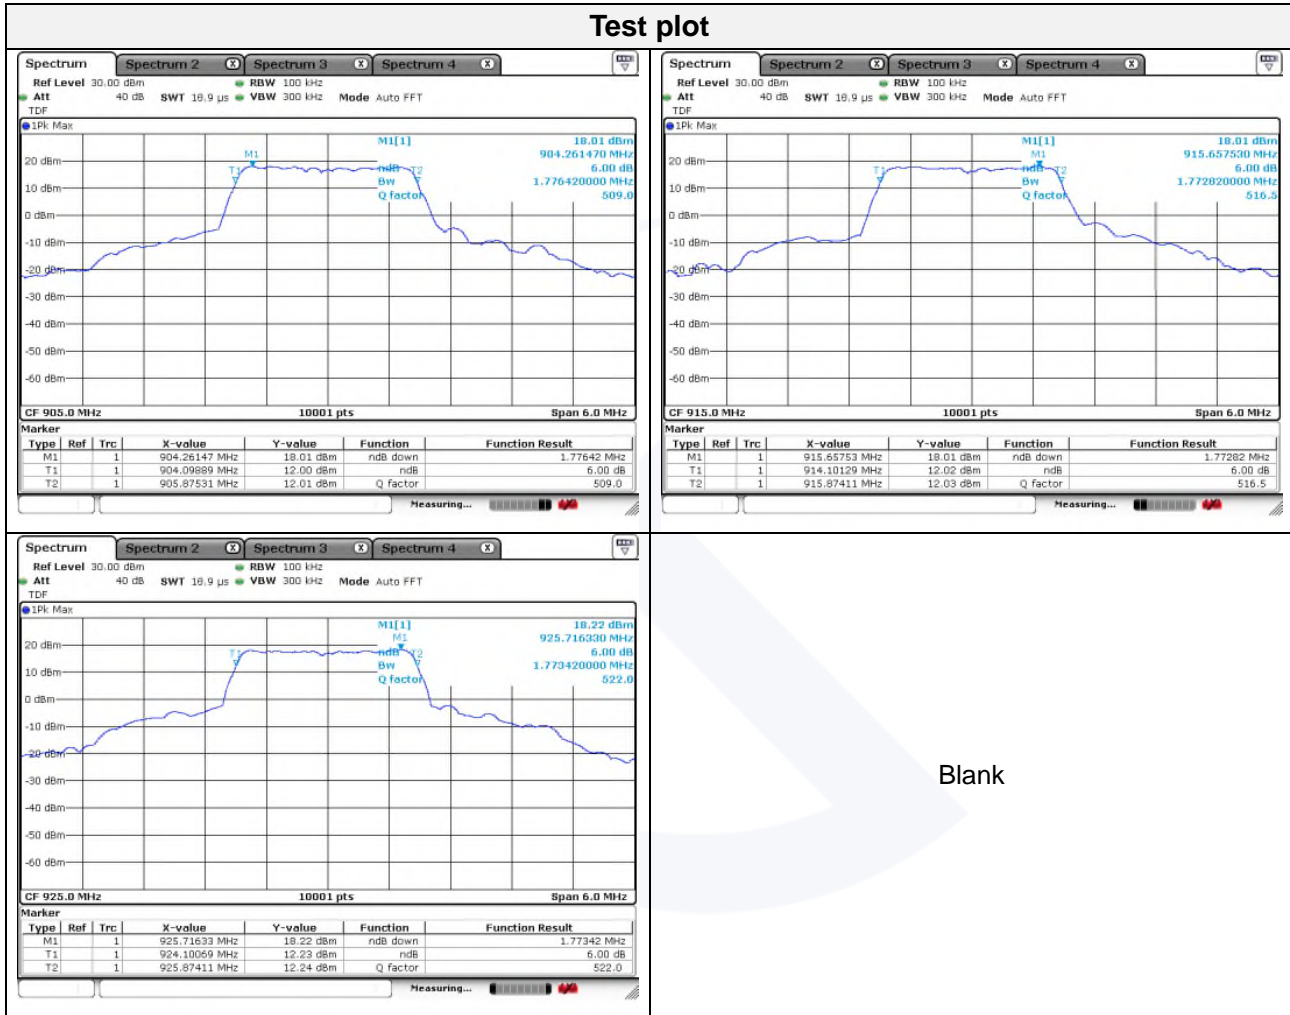 Test plot
Spectrum Spectrum 2 X Spectrum 3 X Spectrum 4 X
Ref Level 30.00 dBm RBW 100 kHz
Att 40 dB SWT 18.9 µs VBW 300 kHz Mode Auto FFT
TDF
1Pk Max
M1[1] 18.01 dBm
904.261470 MHz
ndB 6.00 dB
Bw 1.776420000 MHz
Q factor 509.0
M1
T1
T2
20 dBm
10 dBm
0 dBm
-10 dBm
-20 dBm
-30 dBm
-40 dBm
-50 dBm
-60 dBm
CF 905.0 MHz 10001 pts Span 6.0 MHz
Marker
Type Ref Trc X-value Y-value Function Function Result
M1 1 904.26147 MHz 18.01 dBm ndB down 1.77642 MHz
T1 1 904.09889 MHz 12.00 dBm ndB 6.00 dB
T2 1 905.87531 MHz 12.01 dBm Q factor 509.0
Measuring...
Spectrum Spectrum 2 X Spectrum 3 X Spectrum 4 X
Ref Level 30.00 dBm RBW 100 kHz
Att 40 dB SWT 18.9 µs VBW 300 kHz Mode Auto FFT
TDF
1Pk Max
M1[1] 18.01 dBm
915.657530 MHz
ndB 6.00 dB
Bw 1.772820000 MHz
Q factor 516.5
M1
T1
T2
20 dBm
10 dBm
0 dBm
-10 dBm
-20 dBm
-30 dBm
-40 dBm
-50 dBm
-60 dBm
CF 915.0 MHz 10001 pts Span 6.0 MHz
Marker
Type Ref Trc X-value Y-value Function Function Result
M1 1 915.65753 MHz 18.01 dBm ndB down 1.77282 MHz
T1 1 914.10129 MHz 12.02 dBm ndB 6.00 dB
T2 1 915.87411 MHz 12.03 dBm Q factor 516.5
Measuring...
Spectrum Spectrum 2 X Spectrum 3 X Spectrum 4 X
Ref Level 30.00 dBm RBW 100 kHz
Att 40 dB SWT 18.9 µs VBW 300 kHz Mode Auto FFT
TDF
1Pk Max
M1[1] 18.22 dBm
925.716330 MHz
ndB 6.00 dB
Bw 1.773420000 MHz
Q factor 522.0
M1
T1
T2
20 dBm
10 dBm
0 dBm
-10 dBm
-20 dBm
-30 dBm
-40 dBm
-50 dBm
-60 dBm
CF 925.0 MHz 10001 pts Span 6.0 MHz
Marker
Type Ref Trc X-value Y-value Function Function Result
M1 1 925.71633 MHz 18.22 dBm ndB down 1.77342 MHz
T1 1 924.10069 MHz 12.23 dBm ndB 6.00 dB
T2 1 925.87411 MHz 12.24 dBm Q factor 522.0
Measuring...
Blank